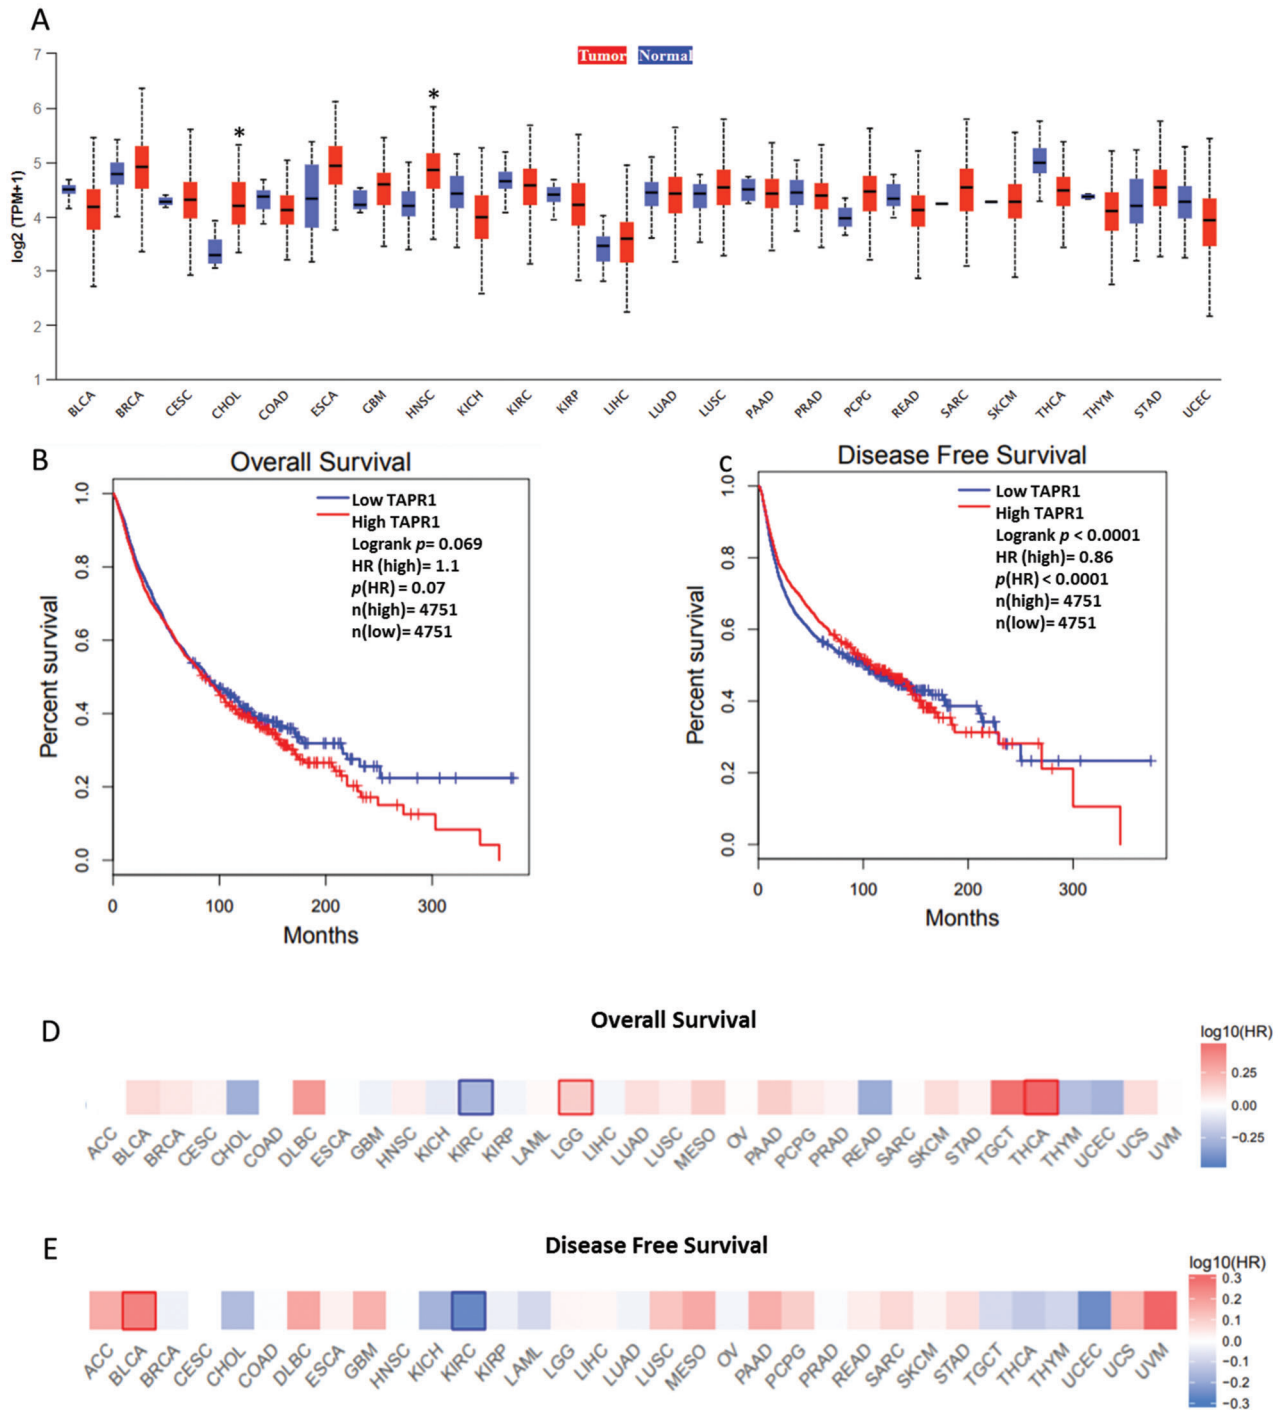 A
Tumor Normal
log2 (TPM+1)
7
6
5
4
3
2
1
BLCA BRCA CESC CHOL COAD ESCA GBM HNSC KICH KIRC KIRP LIHC LUAD LUSC PAAD PRAD PCPG READ SARC SKCM THCA THYM STAD UCEC
* *
B
Overall Survival
Low TAPR1
High TAPR1
Logrank p= 0.069
HR (high)= 1.1
p(HR) = 0.07
n(high)= 4751
n(low)= 4751
Percent survival
1.0
0.8
0.6
0.4
0.2
0.0
0 100 200 300
Months
c
Disease Free Survival
Low TAPR1
High TAPR1
Logrank p < 0.0001
HR (high)= 0.86
p(HR) < 0.0001
n(high)= 4751
n(low)= 4751
Percent survival
1.0
0.8
0.6
0.4
0.2
0.0
0 100 200 300
Months
D
Overall Survival
log10(HR)
0.25
0.00
−0.25
ACC BLCA BRCA CESC CHOL COAD DLBC ESCA GBM HNSC KICH KIRC KIRP LAML LGG LIHC LUAD LUSC MESO OV PAAD PCPG PRAD READ SARC SKCM STAD TGCT THCA THYM UCEC UCS UVM
E
Disease Free Survival
log10(HR)
0.3
0.2
0.1
0.0
−0.1
−0.2
−0.3
ACC BLCA BRCA CESC CHOL COAD DLBC ESCA GBM HNSC KICH KIRC KIRP LAML LGG LIHC LUAD LUSC MESO OV PAAD PCPG PRAD READ SARC SKCM STAD TGCT THCA THYM UCEC UCS UVM